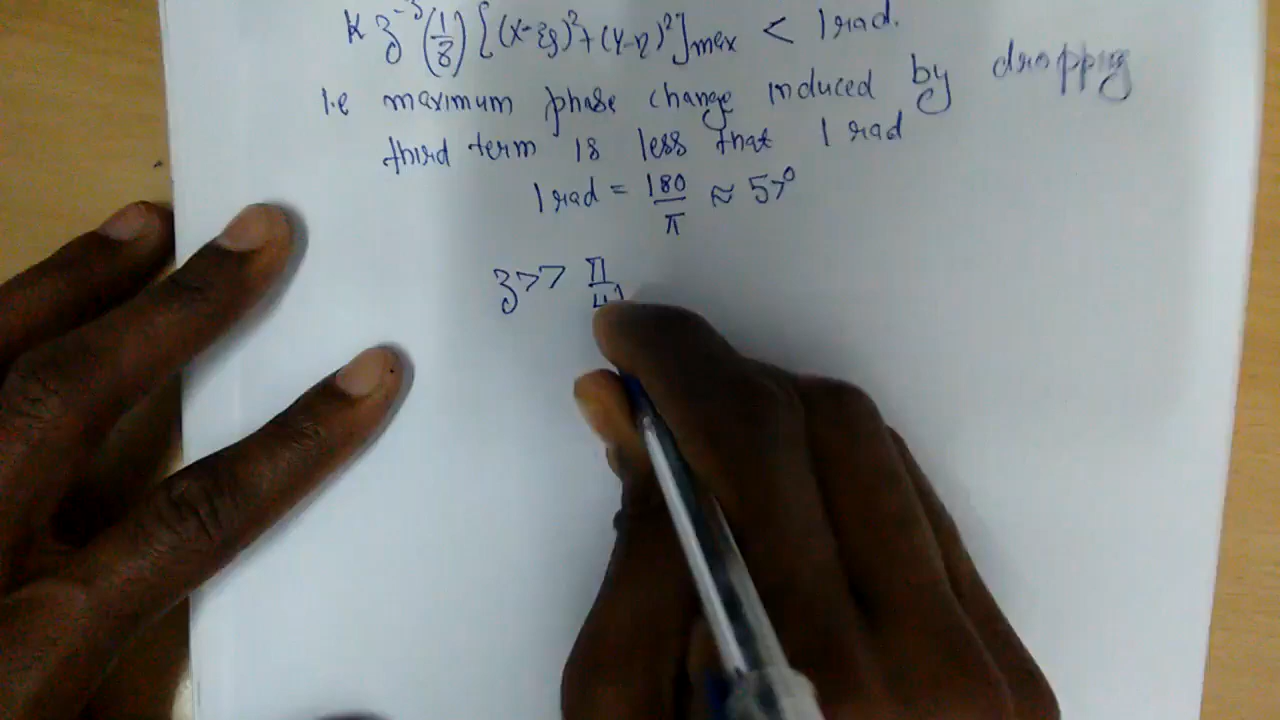 k z⁻³ (1/8) [(x-ξ)²+(y-η)²]max < 1 rad.
i.e maximum phase change induced by dropping
third term is less that 1 rad
1 rad = 180/π ≈ 57°
z >> π/4